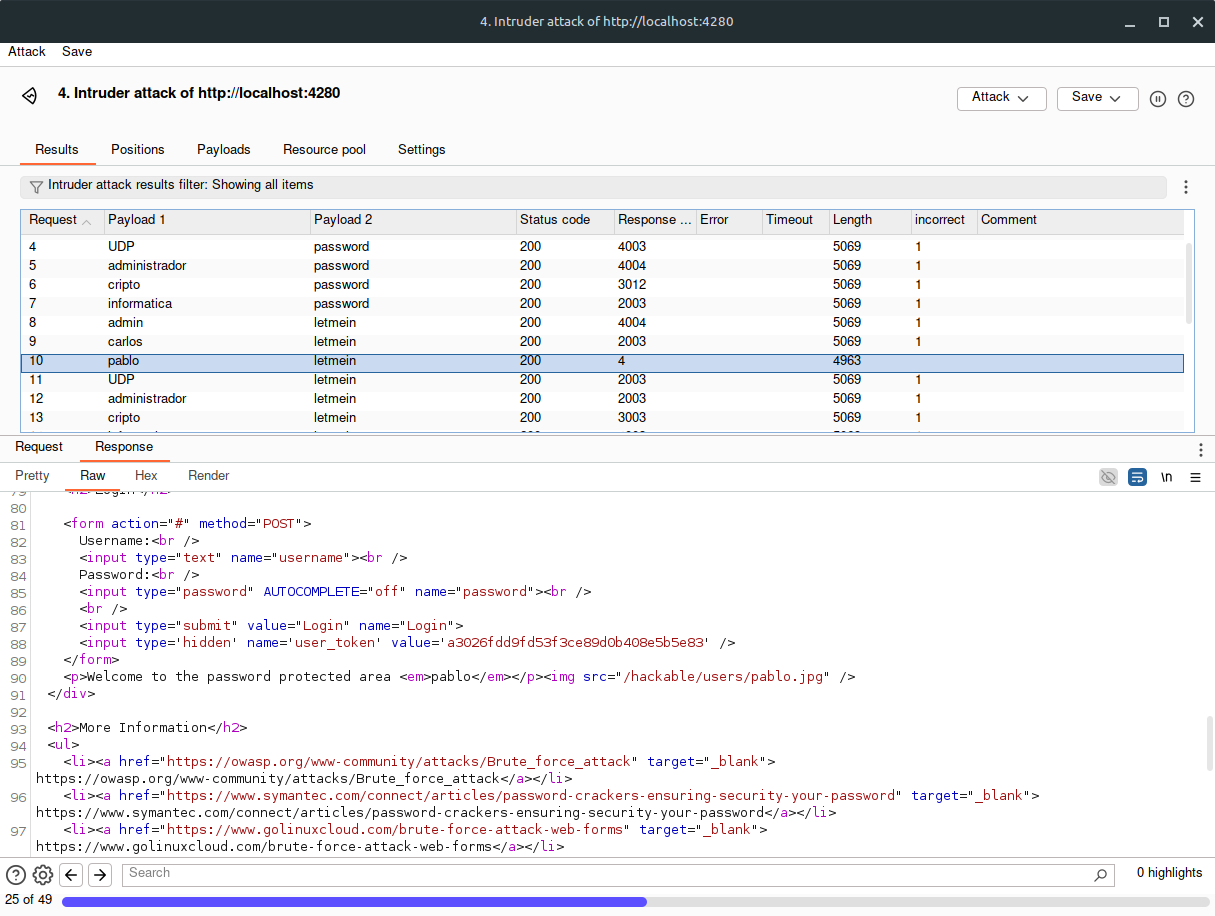 4. Intruder attack of http://localhost:4280
Attack Save
4. Intruder attack of http://localhost:4280
Attack Save
Results Positions Payloads Resource pool Settings
Intruder attack results filter: Showing all items
Request Payload 1 Payload 2 Status code Response ... Error Timeout Length incorrect Comment
4 UDP password 200 4003 5069 1
5 administrador password 200 4004 5069 1
6 cripto password 200 3012 5069 1
7 informatica password 200 2003 5069 1
8 admin letmein 200 4004 5069 1
9 carlos letmein 200 2003 5069 1
10 pablo letmein 200 4 4963
11 UDP letmein 200 2003 5069 1
12 administrador letmein 200 2003 5069 1
13 cripto letmein 200 3003 5069 1
Request Response
Pretty Raw Hex Render \n
79 <h2>Login</h2>
80
81 <form action="#" method="POST">
82 Username:<br />
83 <input type="text" name="username"><br />
84 Password:<br />
85 <input type="password" AUTOCOMPLETE="off" name="password"><br />
86 <br />
87 <input type="submit" value="Login" name="Login">
88 <input type='hidden' name='user_token' value='a3026fdd9fd53f3ce89d0b408e5b5e83' />
89 </form>
90 <p>Welcome to the password protected area <em>pablo</em></p><img src="/hackable/users/pablo.jpg" />
91 </div>
92
93 <h2>More Information</h2>
94 <ul>
95 <li><a href="https://owasp.org/www-community/attacks/Brute_force_attack" target="_blank">
https://owasp.org/www-community/attacks/Brute_force_attack</a></li>
96 <li><a href="https://www.symantec.com/connect/articles/password-crackers-ensuring-security-your-password" target="_blank">
https://www.symantec.com/connect/articles/password-crackers-ensuring-security-your-password</a></li>
97 <li><a href="https://www.golinuxcloud.com/brute-force-attack-web-forms" target="_blank">
https://www.golinuxcloud.com/brute-force-attack-web-forms</a></li>
Search 0 highlights
25 of 49